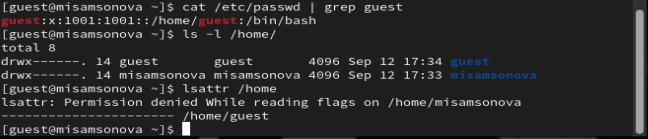 [guest@misamsonova ~]$ cat /etc/passwd | grep guest
guest:x:1001:1001::/home/guest:/bin/bash
[guest@misamsonova ~]$ ls -l /home/
total 8
drwx------. 14 guest       guest       4096 Sep 12 17:34 guest
drwx------. 14 misamsonova misamsonova 4096 Sep 12 17:33 misamsonova
[guest@misamsonova ~]$ lsattr /home
lsattr: Permission denied While reading flags on /home/misamsonova
---------------------- /home/guest
[guest@misamsonova ~]$